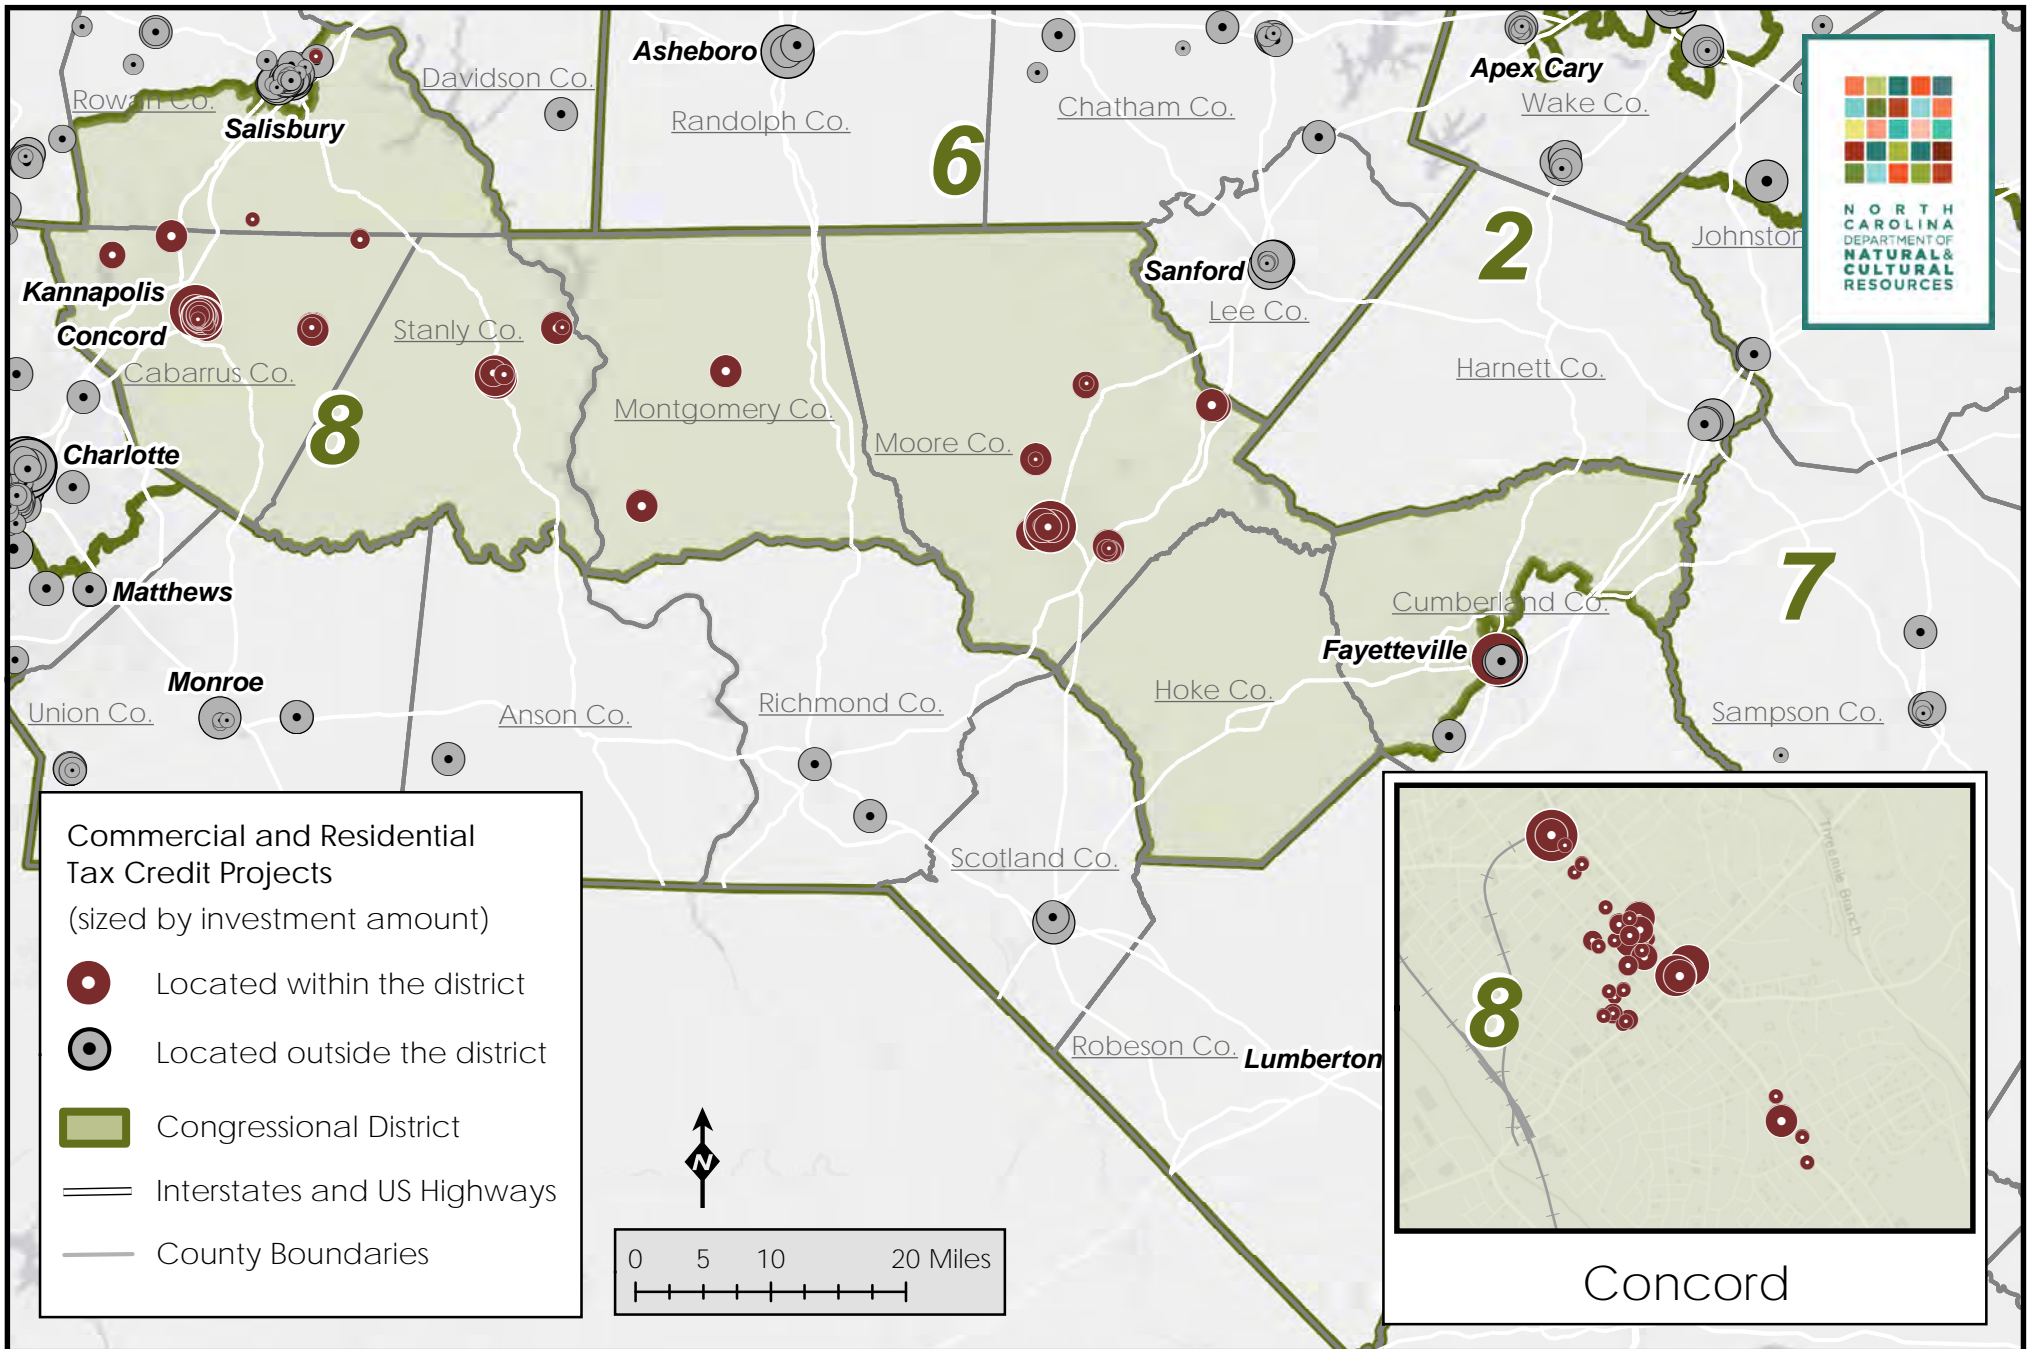 Asheboro
Apex Cary
Davidson Co.
Rowan Co.
Wake Co.
Chatham Co.
Randolph Co.
Salisbury
6
NORTH
CAROLINA
DEPARTMENT OF
NATURAL &
CULTURAL
RESOURCES
2
Johnston
Sanford
Kannapolis
Lee Co.
Stanly Co.
Concord
Cabarrus Co.
Harnett Co.
Montgomery Co.
8
Moore Co.
Charlotte
7
Matthews
Cumberland Co.
Fayetteville
Monroe
Hoke Co.
Richmond Co.
Union Co.
Anson Co.
Sampson Co.
Scotland Co.
Robeson Co.
Lumberton
Commercial and Residential
Tax Credit Projects
(sized by investment amount)
Located within the district
Located outside the district
Congressional District
Interstates and US Highways
County Boundaries
N
0 5 10 20 Miles
Threemile Branch
8
Concord